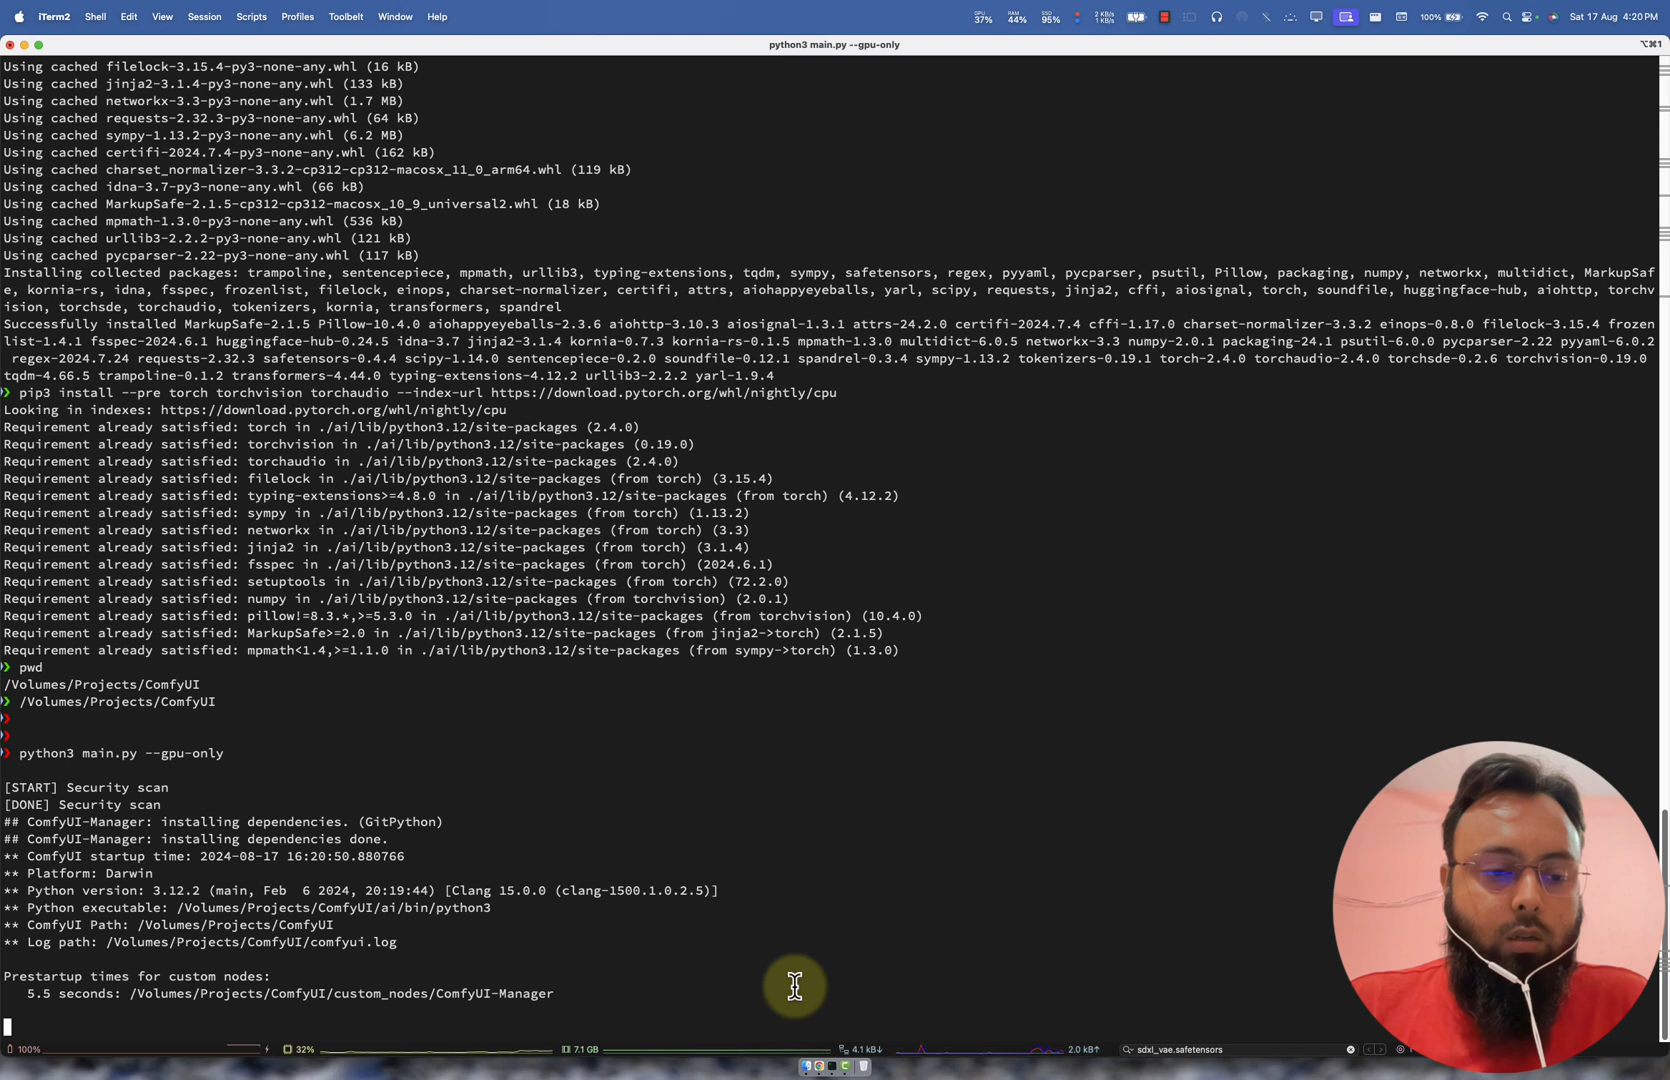 iTerm2 Shell Edit View Session Scripts Profiles Toolbelt Window Help
GPU 37% RAM 44% SSD 95% 2 KB/s 1 KB/s 100% Sat 17 Aug 4:20 PM
python3 main.py --gpu-only ⌥⌘1
Using cached filelock-3.15.4-py3-none-any.whl (16 kB)
Using cached jinja2-3.1.4-py3-none-any.whl (133 kB)
Using cached networkx-3.3-py3-none-any.whl (1.7 MB)
Using cached requests-2.32.3-py3-none-any.whl (64 kB)
Using cached sympy-1.13.2-py3-none-any.whl (6.2 MB)
Using cached certifi-2024.7.4-py3-none-any.whl (162 kB)
Using cached charset_normalizer-3.3.2-cp312-cp312-macosx_11_0_arm64.whl (119 kB)
Using cached idna-3.7-py3-none-any.whl (66 kB)
Using cached MarkupSafe-2.1.5-cp312-cp312-macosx_10_9_universal2.whl (18 kB)
Using cached mpmath-1.3.0-py3-none-any.whl (536 kB)
Using cached urllib3-2.2.2-py3-none-any.whl (121 kB)
Using cached pycparser-2.22-py3-none-any.whl (117 kB)
Installing collected packages: trampoline, sentencepiece, mpmath, urllib3, typing-extensions, tqdm, sympy, safetensors, regex, pyyaml, pycparser, psutil, Pillow, packaging, numpy, networkx, multidict, MarkupSaf
e, kornia-rs, idna, fsspec, frozenlist, filelock, einops, charset-normalizer, certifi, attrs, aiohappyeyeballs, yarl, scipy, requests, jinja2, cffi, aiosignal, torch, soundfile, huggingface-hub, aiohttp, torchv
ision, torchsde, torchaudio, tokenizers, kornia, transformers, spandrel
Successfully installed MarkupSafe-2.1.5 Pillow-10.4.0 aiohappyeyeballs-2.3.6 aiohttp-3.10.3 aiosignal-1.3.1 attrs-24.2.0 certifi-2024.7.4 cffi-1.17.0 charset-normalizer-3.3.2 einops-0.8.0 filelock-3.15.4 frozen
list-1.4.1 fsspec-2024.6.1 huggingface-hub-0.24.5 idna-3.7 jinja2-3.1.4 kornia-0.7.3 kornia-rs-0.1.5 mpmath-1.3.0 multidict-6.0.5 networkx-3.3 numpy-2.0.1 packaging-24.1 psutil-6.0.0 pycparser-2.22 pyyaml-6.0.2
regex-2024.7.24 requests-2.32.3 safetensors-0.4.4 scipy-1.14.0 sentencepiece-0.2.0 soundfile-0.12.1 spandrel-0.3.4 sympy-1.13.2 tokenizers-0.19.1 torch-2.4.0 torchaudio-2.4.0 torchsde-0.2.6 torchvision-0.19.0
tqdm-4.66.5 trampoline-0.1.2 transformers-4.44.0 typing-extensions-4.12.2 urllib3-2.2.2 yarl-1.9.4
❯ pip3 install --pre torch torchvision torchaudio --index-url https://download.pytorch.org/whl/nightly/cpu
Looking in indexes: https://download.pytorch.org/whl/nightly/cpu
Requirement already satisfied: torch in ./ai/lib/python3.12/site-packages (2.4.0)
Requirement already satisfied: torchvision in ./ai/lib/python3.12/site-packages (0.19.0)
Requirement already satisfied: torchaudio in ./ai/lib/python3.12/site-packages (2.4.0)
Requirement already satisfied: filelock in ./ai/lib/python3.12/site-packages (from torch) (3.15.4)
Requirement already satisfied: typing-extensions>=4.8.0 in ./ai/lib/python3.12/site-packages (from torch) (4.12.2)
Requirement already satisfied: sympy in ./ai/lib/python3.12/site-packages (from torch) (1.13.2)
Requirement already satisfied: networkx in ./ai/lib/python3.12/site-packages (from torch) (3.3)
Requirement already satisfied: jinja2 in ./ai/lib/python3.12/site-packages (from torch) (3.1.4)
Requirement already satisfied: fsspec in ./ai/lib/python3.12/site-packages (from torch) (2024.6.1)
Requirement already satisfied: setuptools in ./ai/lib/python3.12/site-packages (from torch) (72.2.0)
Requirement already satisfied: numpy in ./ai/lib/python3.12/site-packages (from torchvision) (2.0.1)
Requirement already satisfied: pillow!=8.3.*,>=5.3.0 in ./ai/lib/python3.12/site-packages (from torchvision) (10.4.0)
Requirement already satisfied: MarkupSafe>=2.0 in ./ai/lib/python3.12/site-packages (from jinja2->torch) (2.1.5)
Requirement already satisfied: mpmath<1.4,>=1.1.0 in ./ai/lib/python3.12/site-packages (from sympy->torch) (1.3.0)
❯ pwd
/Volumes/Projects/ComfyUI
❯ /Volumes/Projects/ComfyUI
❯
❯
❯ python3 main.py --gpu-only
[START] Security scan
[DONE] Security scan
## ComfyUI-Manager: installing dependencies. (GitPython)
## ComfyUI-Manager: installing dependencies done.
** ComfyUI startup time: 2024-08-17 16:20:50.880766
** Platform: Darwin
** Python version: 3.12.2 (main, Feb  6 2024, 20:19:44) [Clang 15.0.0 (clang-1500.1.0.2.5)]
** Python executable: /Volumes/Projects/ComfyUI/ai/bin/python3
** ComfyUI Path: /Volumes/Projects/ComfyUI
** Log path: /Volumes/Projects/ComfyUI/comfyui.log
Prestartup times for custom nodes:
5.5 seconds: /Volumes/Projects/ComfyUI/custom_nodes/ComfyUI-Manager
100% 32% 7.1 GB 4.1 kB↓ 2.0 kB↑ sdxl_vae.safetensors